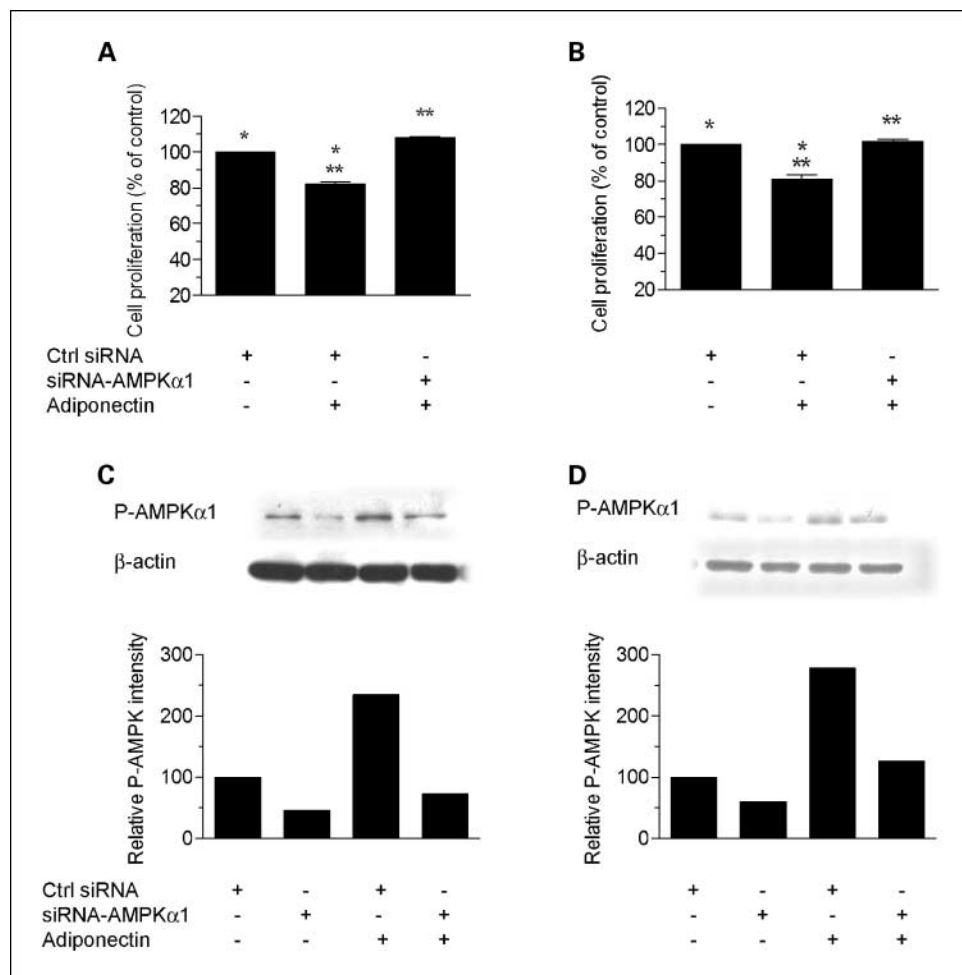 A
Cell proliferation (% of control)
120
100
80
60
40
20
*
*
**
**
Ctrl siRNA + + -
siRNA-AMPKα1 - - +
Adiponectin - + +
B
Cell proliferation (% of control)
120
100
80
60
40
20
*
*
**
**
+ + -
- - +
- + +
C
P-AMPKα1
β-actin
Relative P-AMPK intensity
300
200
100
0
Ctrl siRNA + - + -
siRNA-AMPKα1 - + - +
Adiponectin - - + +
D
P-AMPKα1
β-actin
Relative P-AMPK intensity
300
200
100
0
+ - + -
- + - +
- - + +